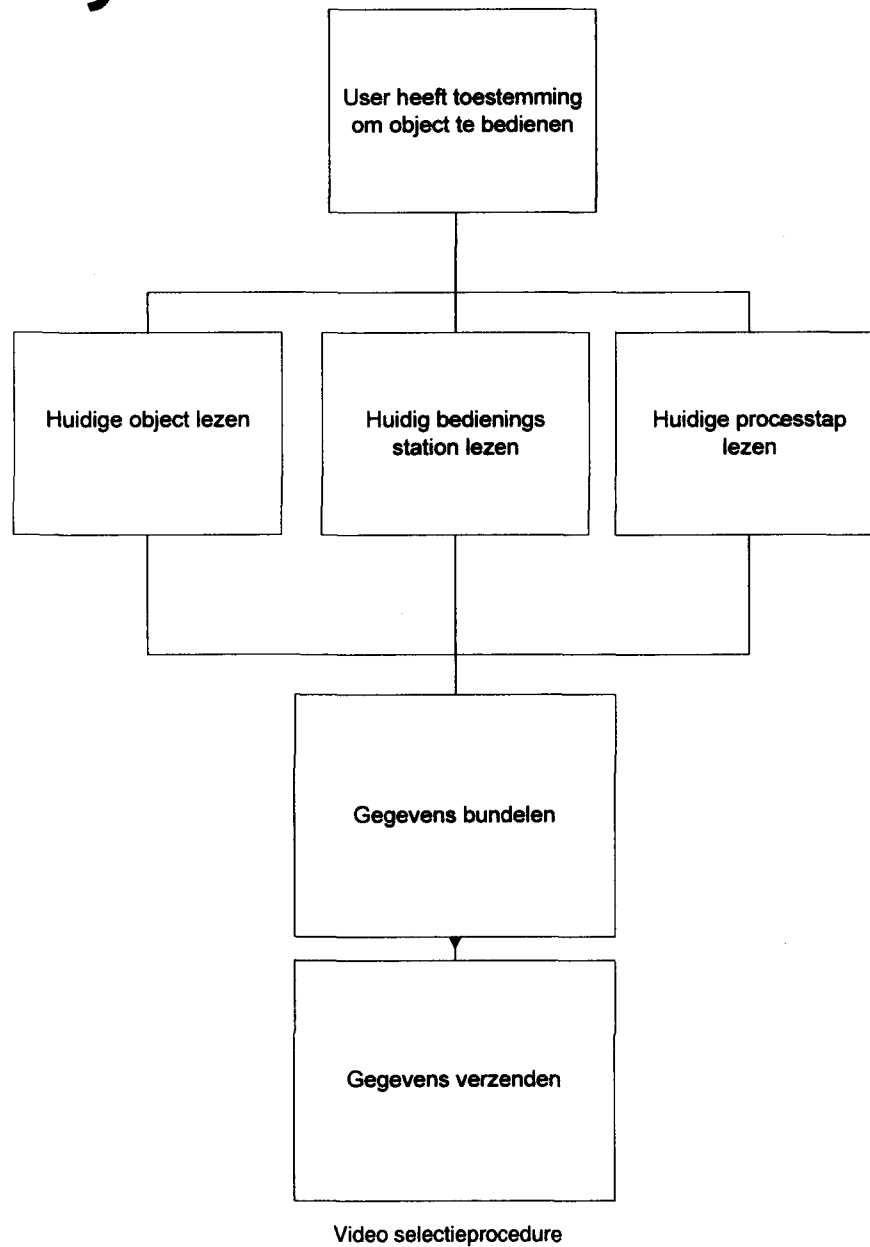 User heeft toestemming
om object te bedienen
Huidige object lezen
Huidig bedienings
station lezen
Huidige processtap
lezen
Gegevens bundelen
Gegevens verzenden
Video selectieprocedure